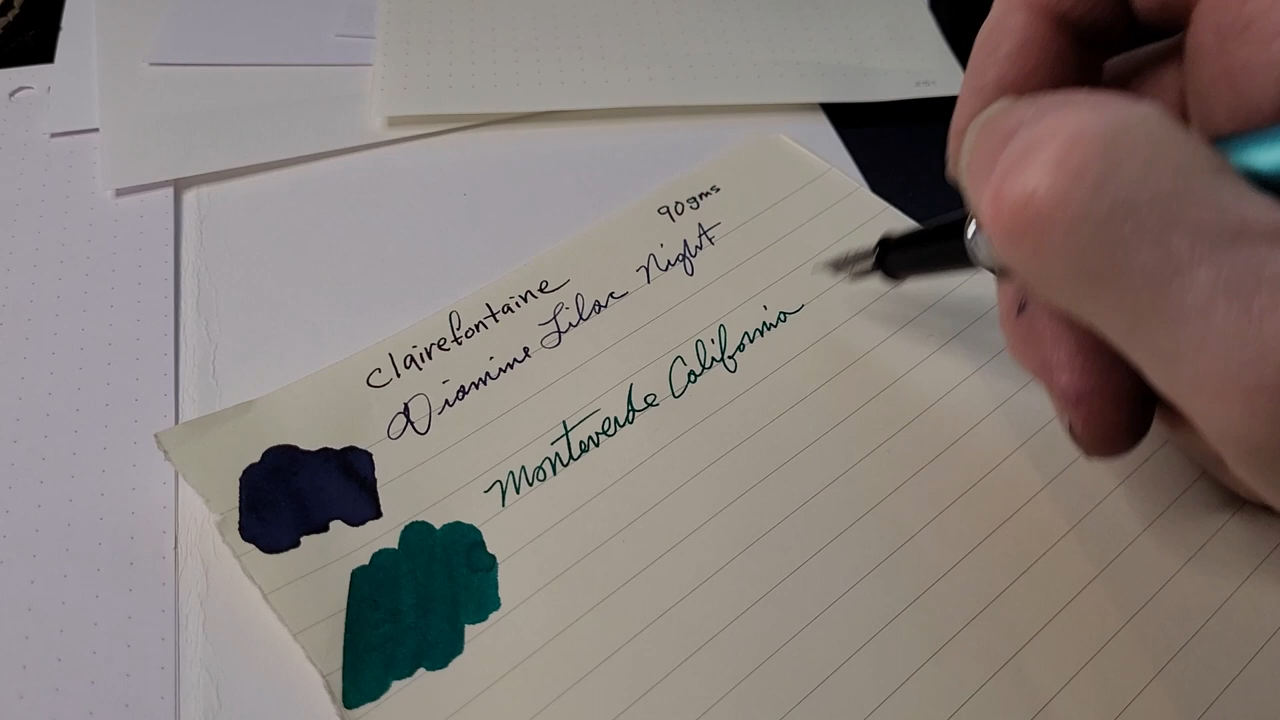 90gms
Clairefontaine
Diamine Lilac Night
Monteverde California